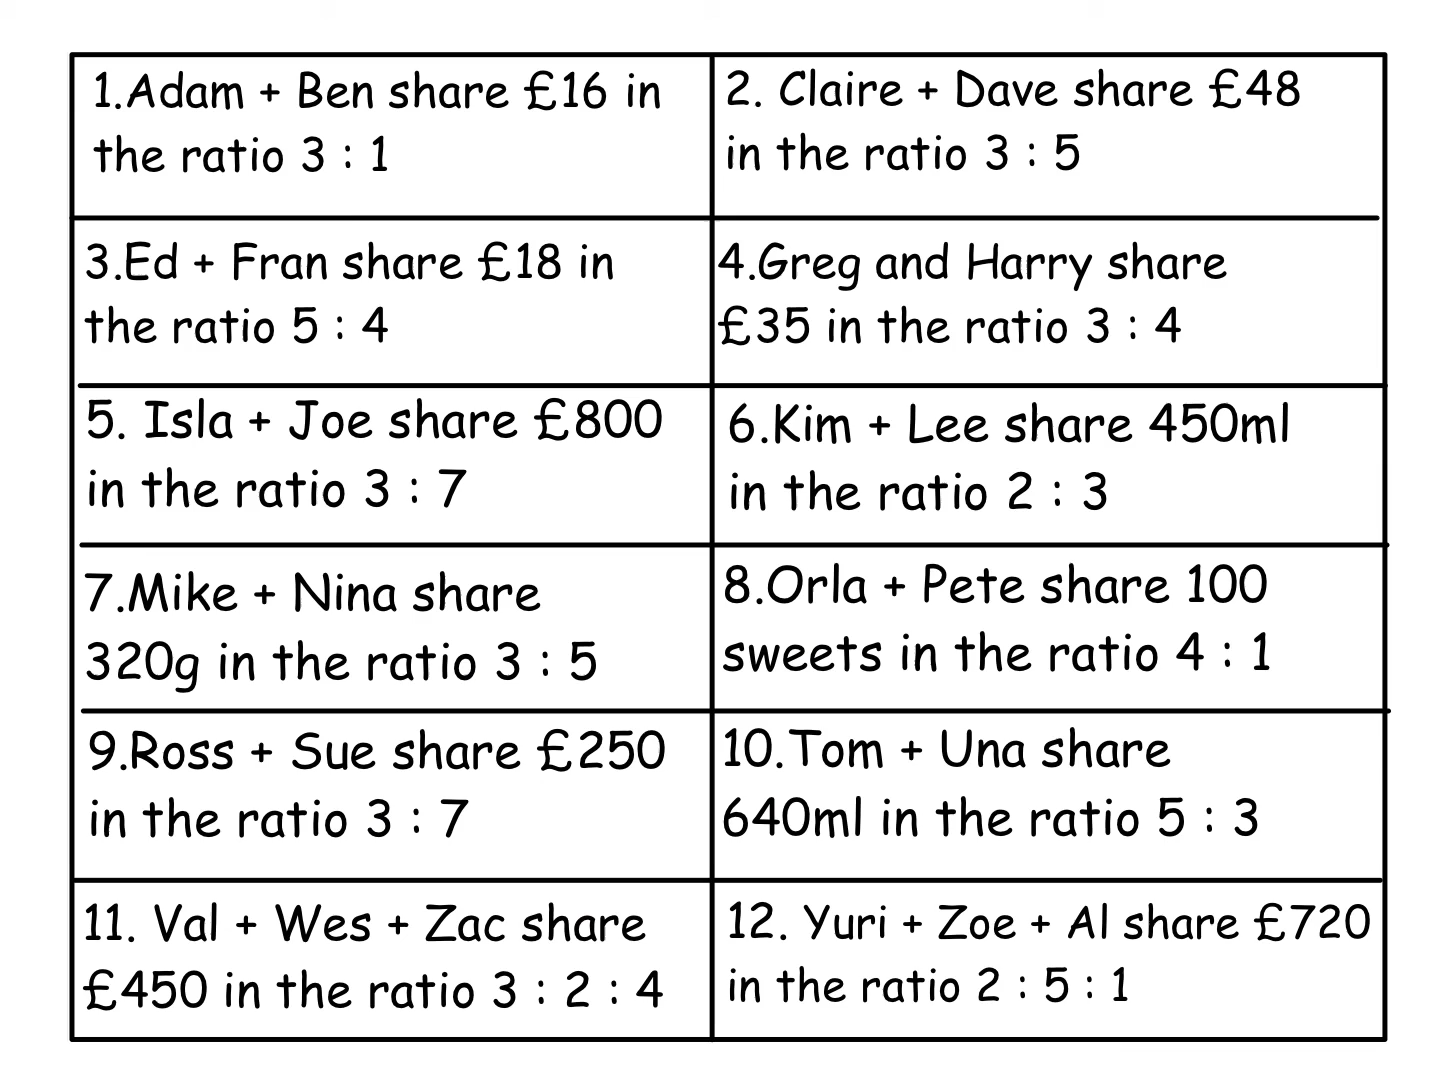 1.Adam + Ben share £16 in
the ratio 3 : 1
2. Claire + Dave share £48
in the ratio 3 : 5
3.Ed + Fran share £18 in
the ratio 5 : 4
4.Greg and Harry share
£35 in the ratio 3 : 4
5. Isla + Joe share £800
in the ratio 3 : 7
6.Kim + Lee share 450ml
in the ratio 2 : 3
7.Mike + Nina share
320g in the ratio 3 : 5
8.Orla + Pete share 100
sweets in the ratio 4 : 1
9.Ross + Sue share £250
in the ratio 3 : 7
10.Tom + Una share
640ml in the ratio 5 : 3
11. Val + Wes + Zac share
£450 in the ratio 3 : 2 : 4
12. Yuri + Zoe + Al share £720
in the ratio 2 : 5 : 1